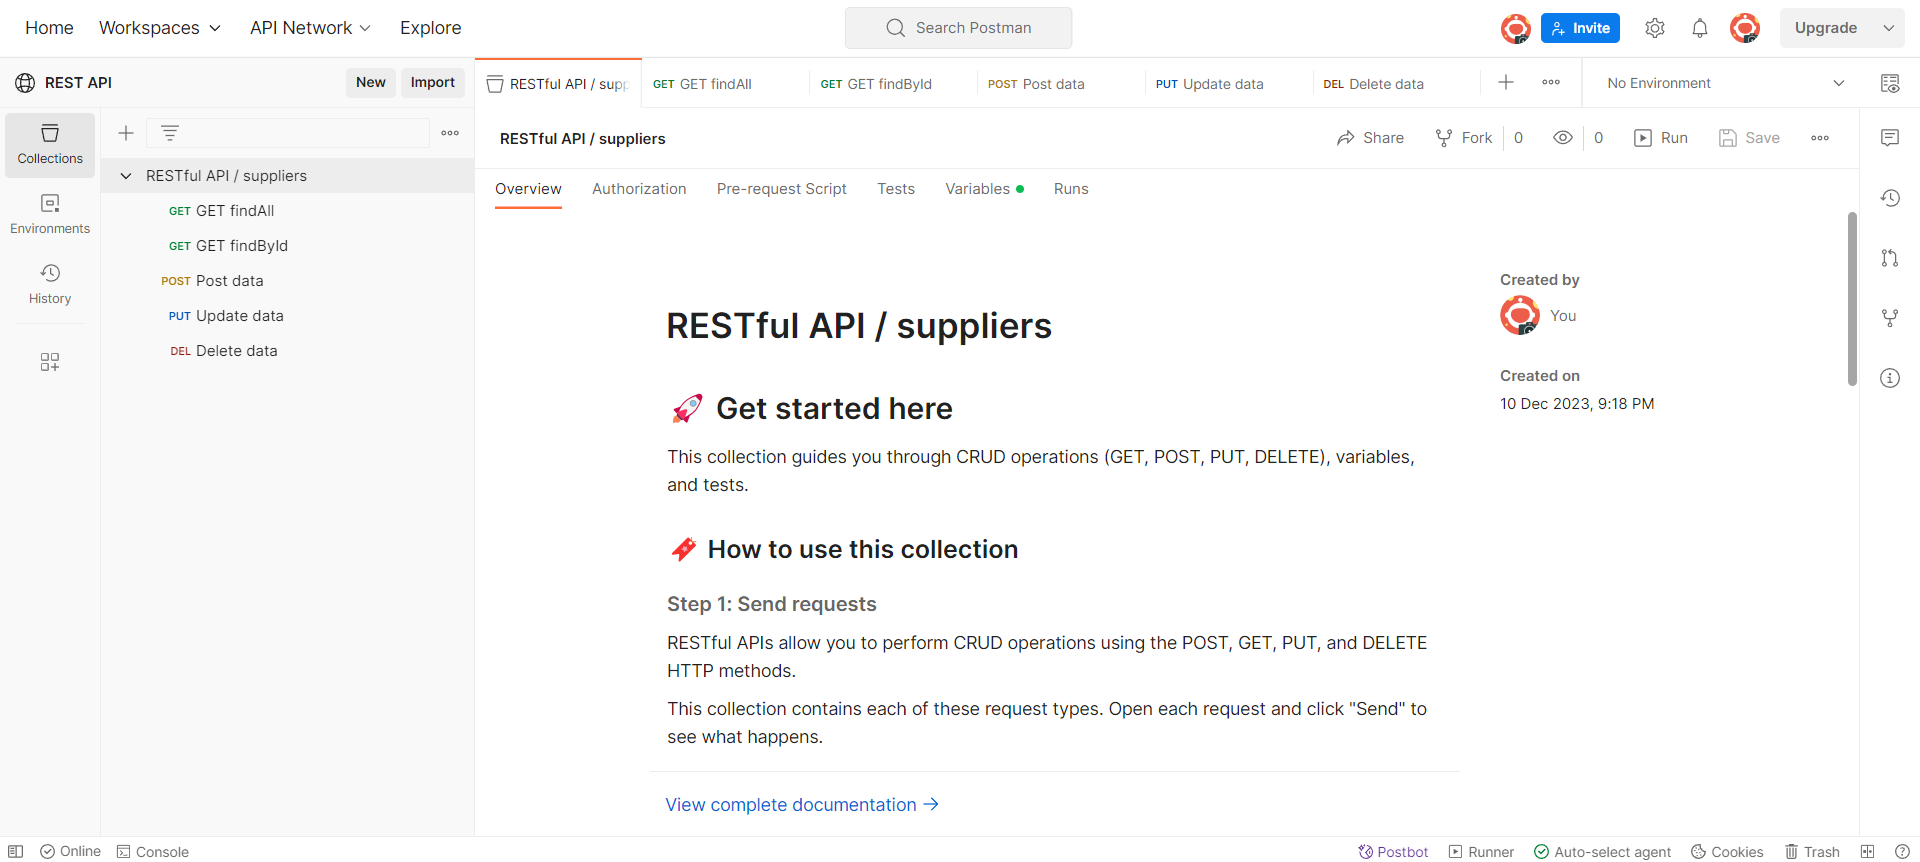 Home Workspaces API Network Explore Search Postman Invite Upgrade
REST API New Import RESTful API / supp GET GET findAll GET GET findById POST Post data PUT Update data DEL Delete data No Environment
Collections
Environments
History
RESTful API / suppliers
GET GET findAll
GET GET findById
POST Post data
PUT Update data
DEL Delete data
RESTful API / suppliers Share Fork 0 0 Run Save
Overview Authorization Pre-request Script Tests Variables Runs
RESTful API / suppliers
Get started here
This collection guides you through CRUD operations (GET, POST, PUT, DELETE), variables,
and tests.
How to use this collection
Step 1: Send requests
RESTful APIs allow you to perform CRUD operations using the POST, GET, PUT, and DELETE
HTTP methods.
This collection contains each of these request types. Open each request and click "Send" to
see what happens.
View complete documentation →
Created by
You
Created on
10 Dec 2023, 9:18 PM
Online Console Postbot Runner Auto-select agent Cookies Trash